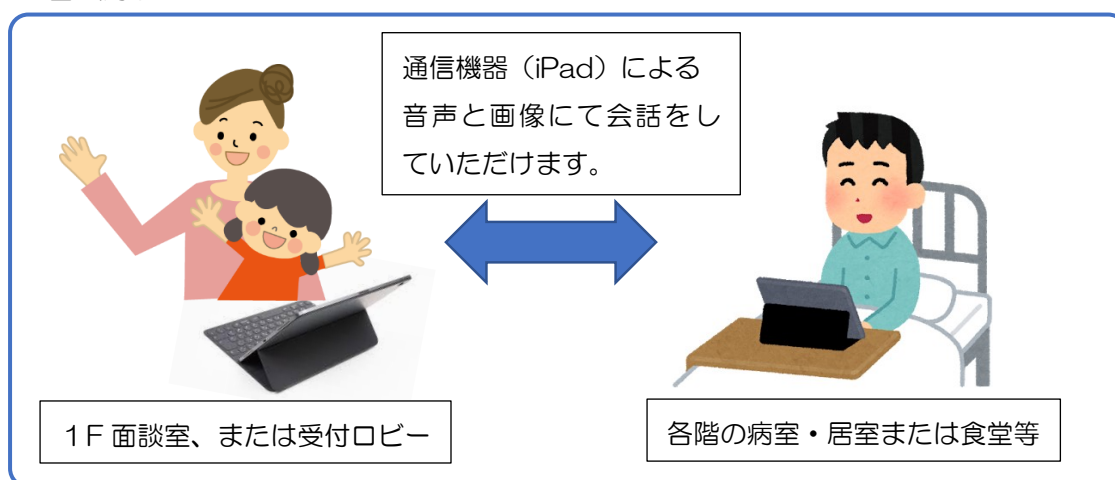 通信機器（iPad）による
音声と画像にて会話をし
ていただけます。
１Ｆ面談室、または受付ロビー
各階の病室・居室または食堂等